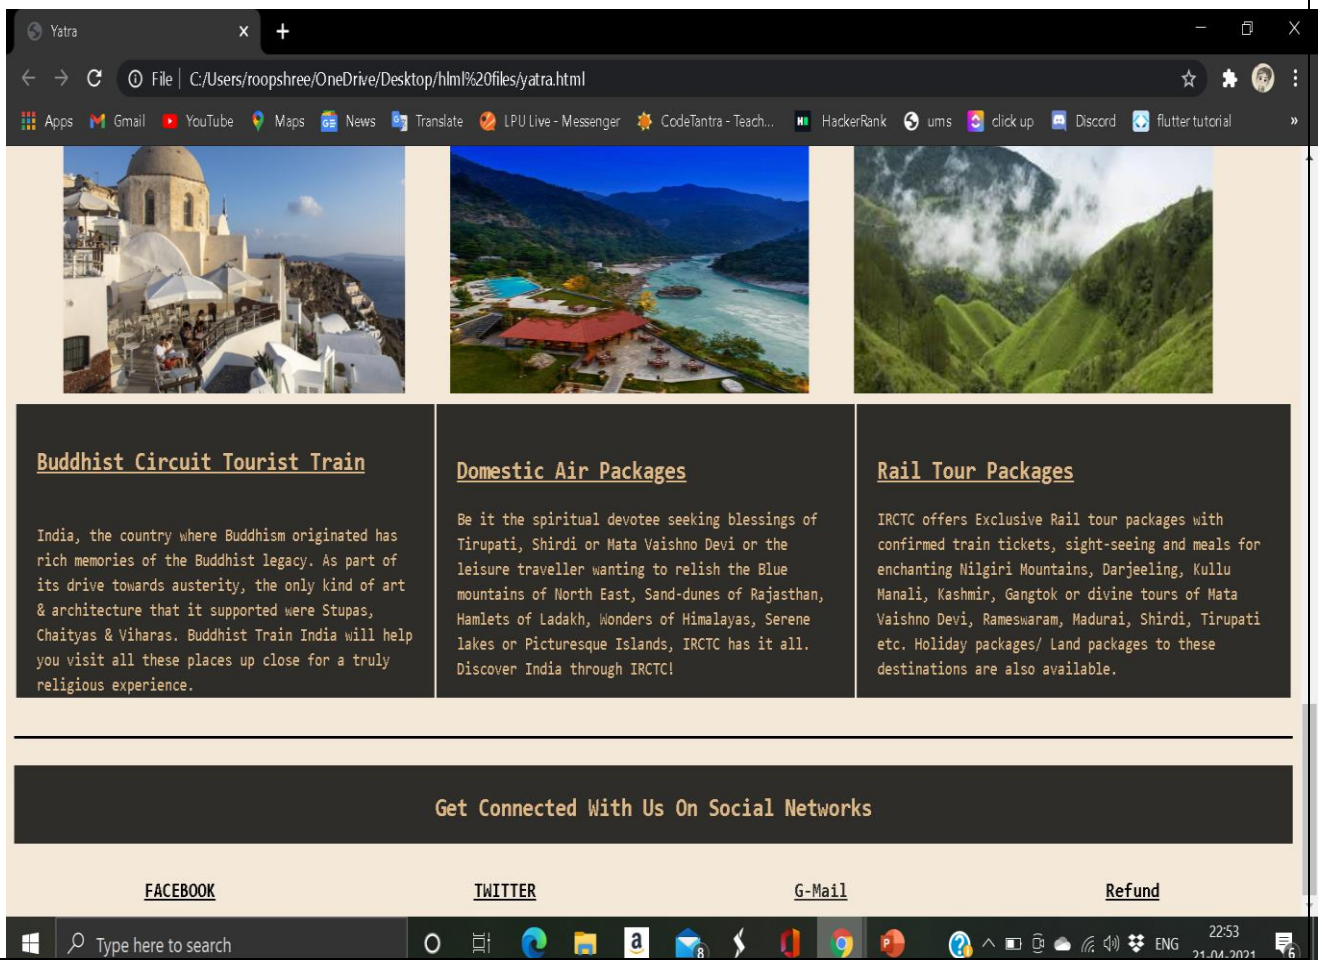 Yatra
File | C:/Users/roopshree/OneDrive/Desktop/hlml%20files/yatra.html
Apps Gmail YouTube Maps News Translate LPU Live - Messenger CodeTantra - Teach... HackerRank ums click up Discord flutter tutorial »
Buddhist Circuit Tourist Train
India, the country where Buddhism originated has
rich memories of the Buddhist legacy. As part of
its drive towards austerity, the only kind of art
& architecture that it supported were Stupas,
Chaityas & Viharas. Buddhist Train India will help
you visit all these places up close for a truly
religious experience.
Domestic Air Packages
Be it the spiritual devotee seeking blessings of
Tirupati, Shirdi or Mata Vaishno Devi or the
leisure traveller wanting to relish the Blue
mountains of North East, Sand-dunes of Rajasthan,
Hamlets of Ladakh, Wonders of Himalayas, Serene
lakes or Picturesque Islands, IRCTC has it all.
Discover India through IRCTC!
Rail Tour Packages
IRCTC offers Exclusive Rail tour packages with
confirmed train tickets, sight-seeing and meals for
enchanting Nilgiri Mountains, Darjeeling, Kullu
Manali, Kashmir, Gangtok or divine tours of Mata
Vaishno Devi, Rameswaram, Madurai, Shirdi, Tirupati
etc. Holiday packages/ Land packages to these
destinations are also available.
Get Connected With Us On Social Networks
FACEBOOK TWITTER G-Mail Refund
Type here to search
ENG
22:53
21-04-2021